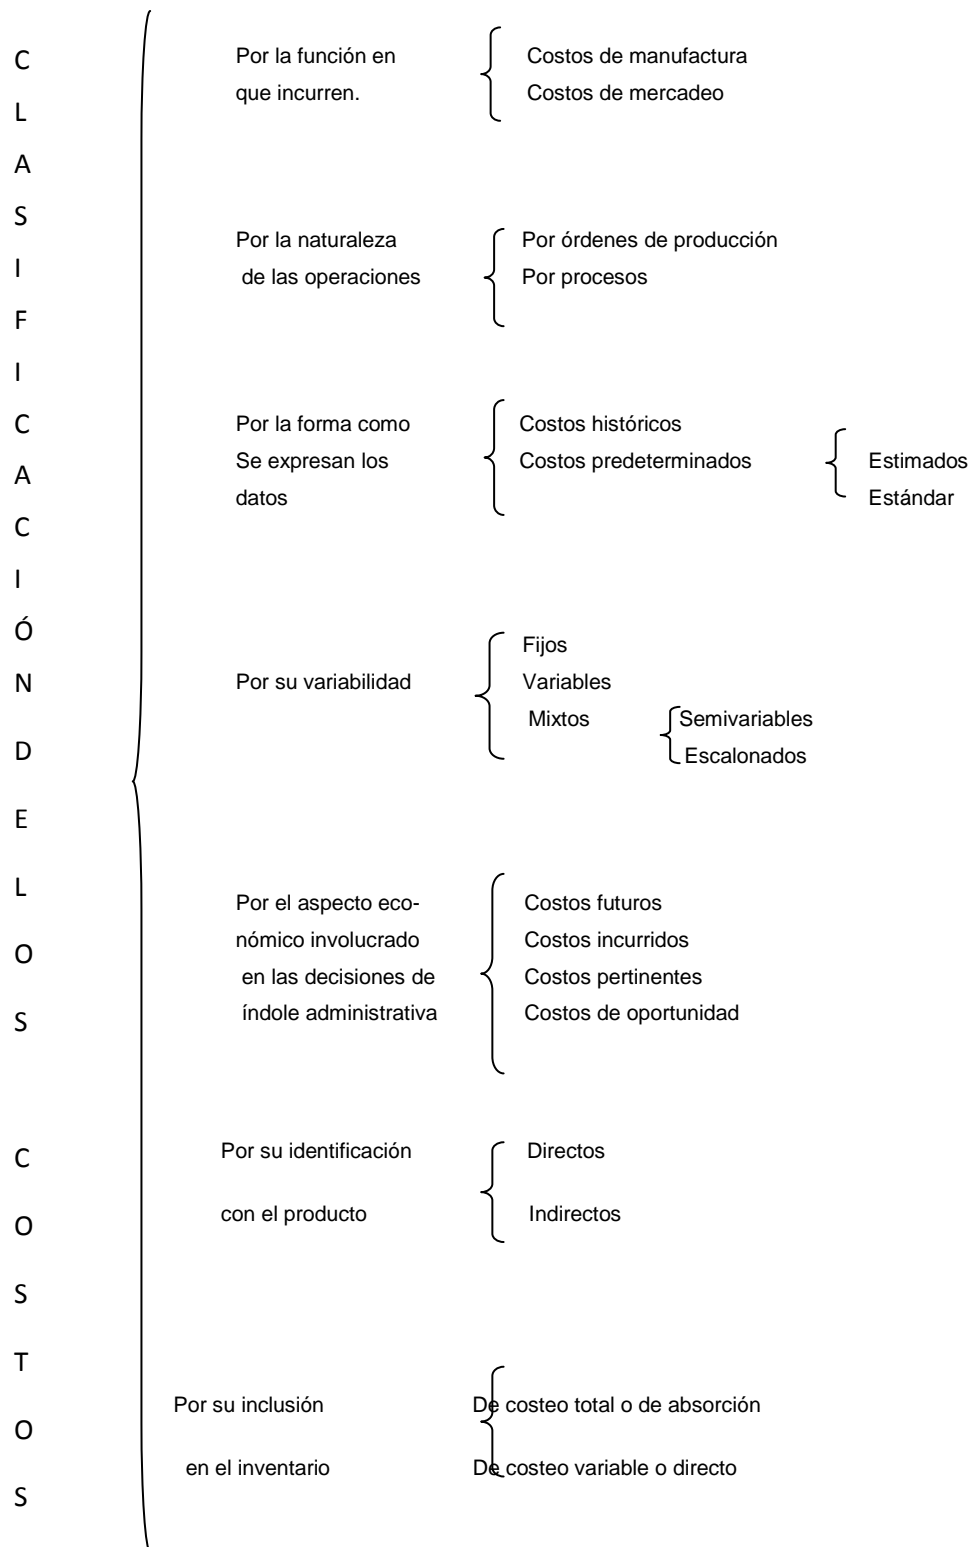 CLASIFICACIÓN DE LOS COSTOS
Por la función en
que incurren.
Costos de manufactura
Costos de mercadeo
Por la naturaleza
de las operaciones
Por órdenes de producción
Por procesos
Por la forma como
Se expresan los
datos
Costos históricos
Costos predeterminados
Estimados
Estándar
Por su variabilidad
Fijos
Variables
Mixtos
Semivariables
Escalonados
Por el aspecto eco-
nómico involucrado
en las decisiones de
índole administrativa
Costos futuros
Costos incurridos
Costos pertinentes
Costos de oportunidad
Por su identificación
con el producto
Directos
Indirectos
Por su inclusión
en el inventario
De costeo total o de absorción
De costeo variable o directo